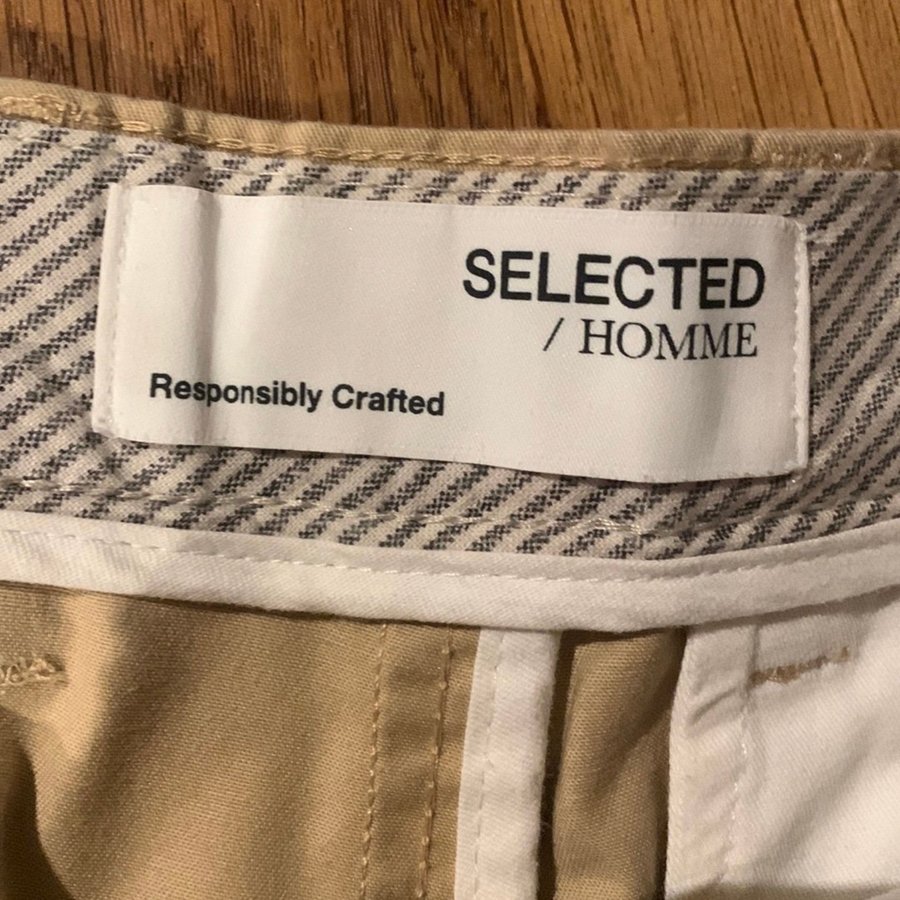 SELECTED
/ HOMME
Responsibly Crafted